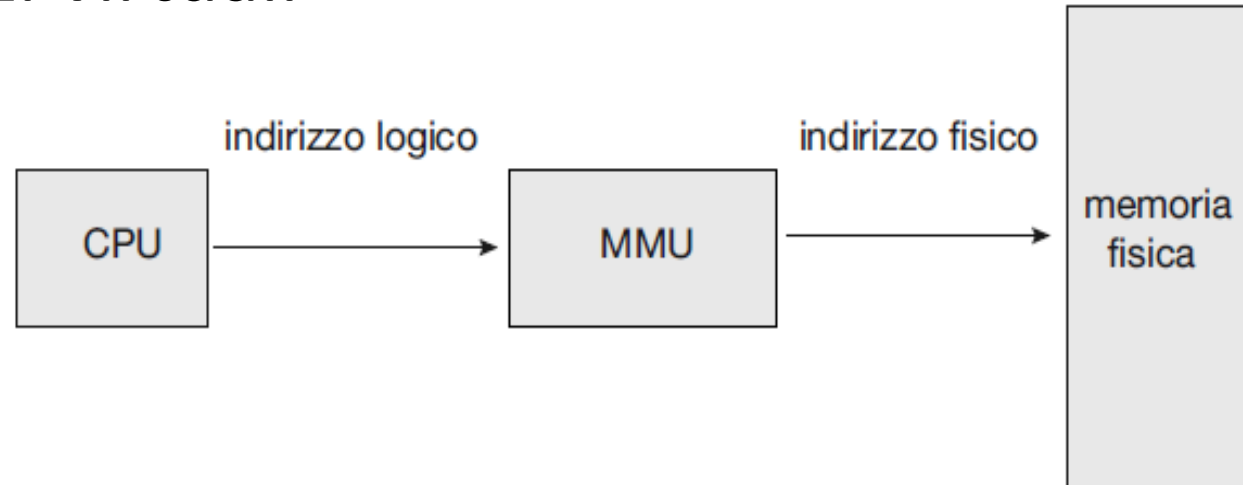 indirizzo logico
indirizzo fisico
CPU
MMU
memoria
fisica